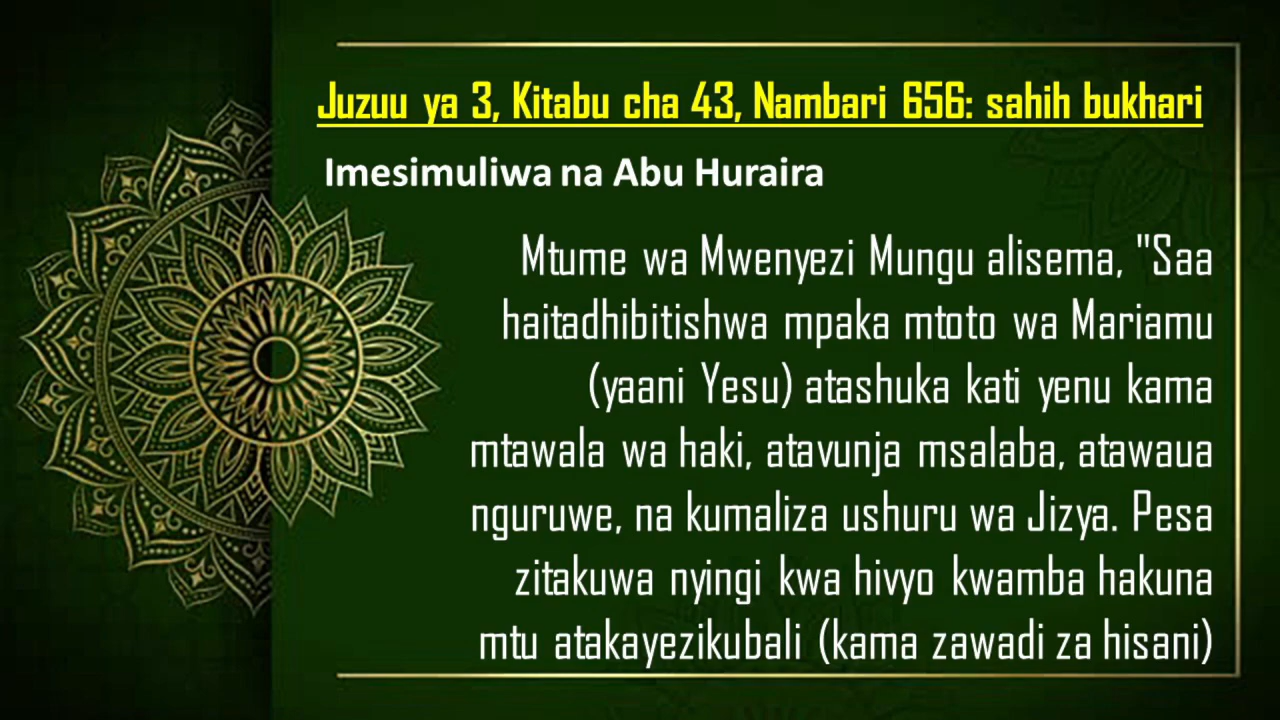 Juzuu ya 3, Kitabu cha 43, Nambari 656: sahih bukhari
Imesimuliwa na Abu Huraira
Mtume wa Mwenyezi Mungu alisema, "Saa
haitadhibitishwa mpaka mtoto wa Mariamu
(yaani Yesu) atashuka kati yenu kama
mtawala wa haki, atavunja msalaba, atawaua
nguruwe, na kumaliza ushuru wa Jizya. Pesa
zitakuwa nyingi kwa hivyo kwamba hakuna
mtu atakayezikubali (kama zawadi za hisani)